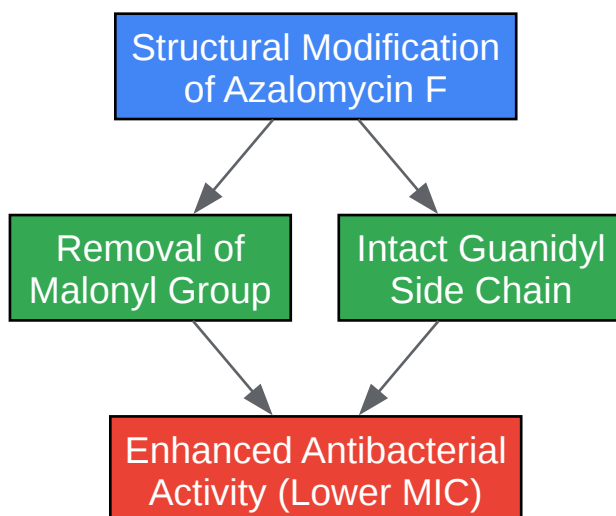 Structural Modification
of Azalomycin F
Removal of
Malonyl Group
Intact Guanidyl
Side Chain
Enhanced Antibacterial
Activity (Lower MIC)